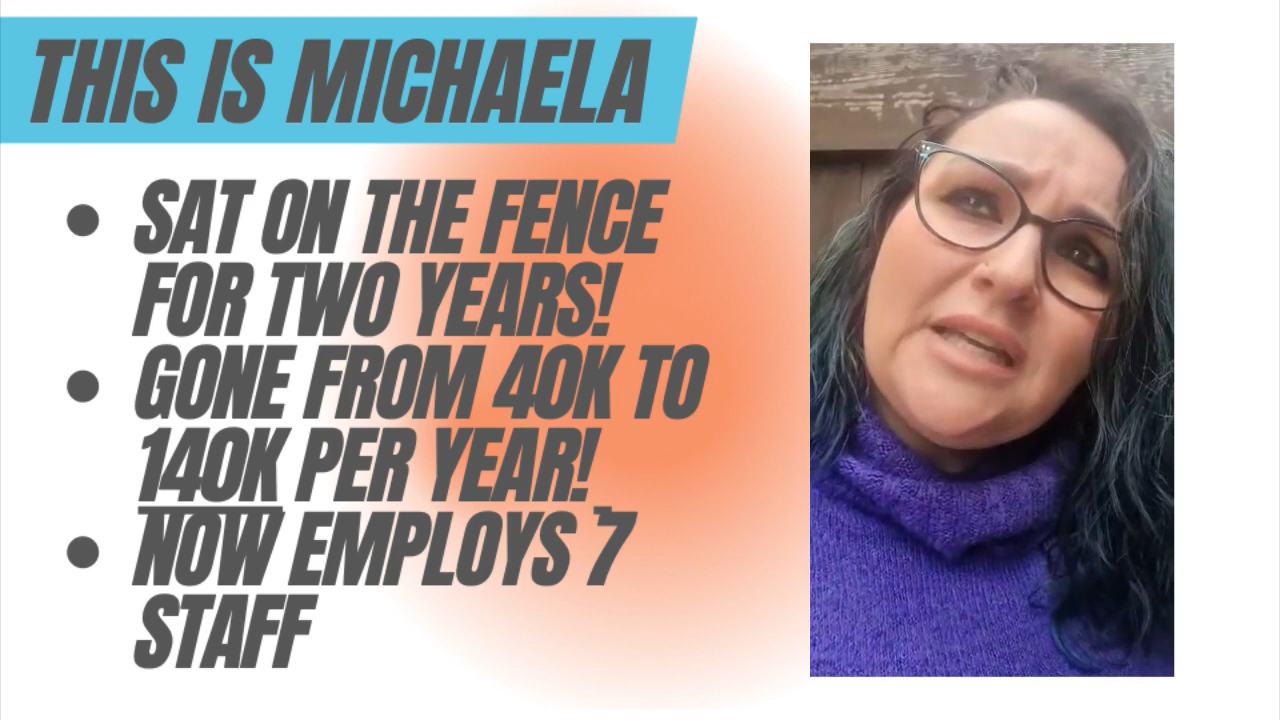 THIS IS MICHAELA
• SAT ON THE FENCE
FOR TWO YEARS!
• GONE FROM 40K TO
140K PER YEAR!
• NOW EMPLOYS 7
STAFF